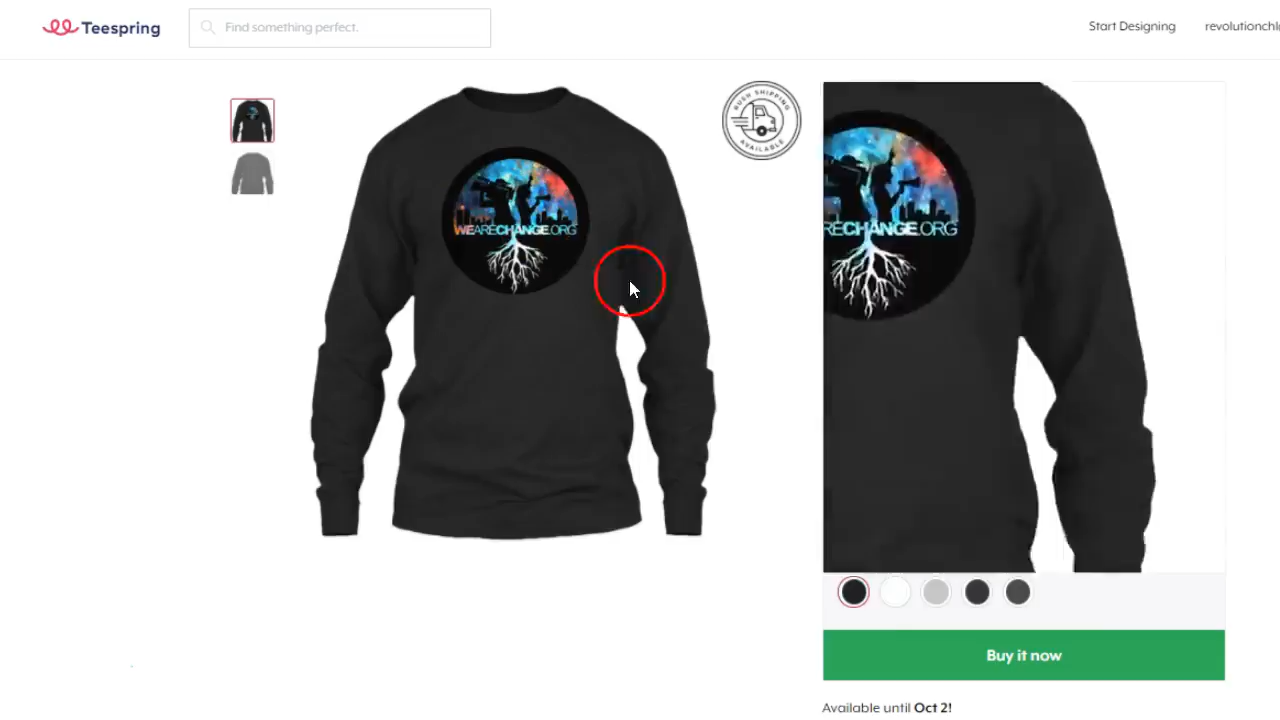 Teespring
Find something perfect.
Start Designing
revolutionchi
RUSH SHIPPING
AVAILABLE
WEARECHANGE.ORG
RECHANGE.ORG
Buy it now
Available until Oct 2!